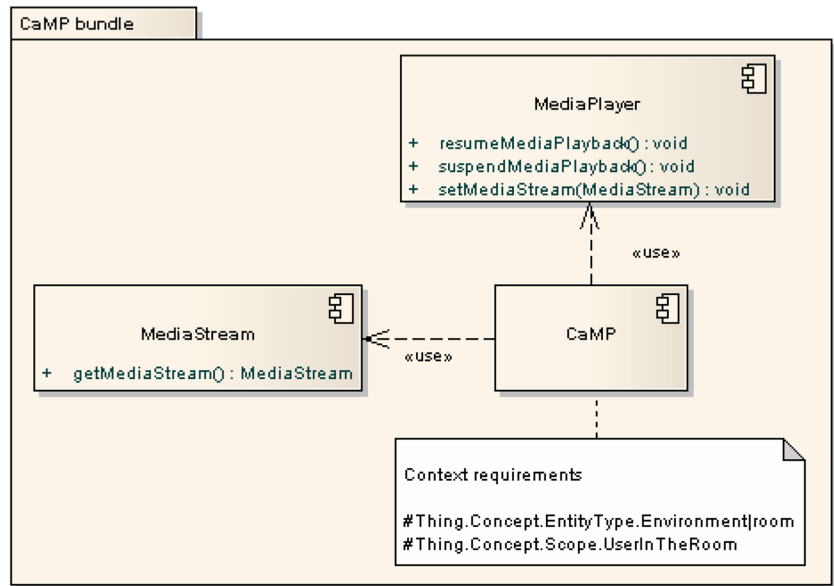 CaMP bundle
MediaPlayer
+ resumeMediaPlayback() : void
+ suspendMediaPlayback() : void
+ setMediaStream(MediaStream) : void
«use»
MediaStream
+ getMediaStream() : MediaStream
«use»
CaMP
Context requirements
#Thing.Concept.EntityType.Environment|room
#Thing.Concept.Scope.UserInTheRoom